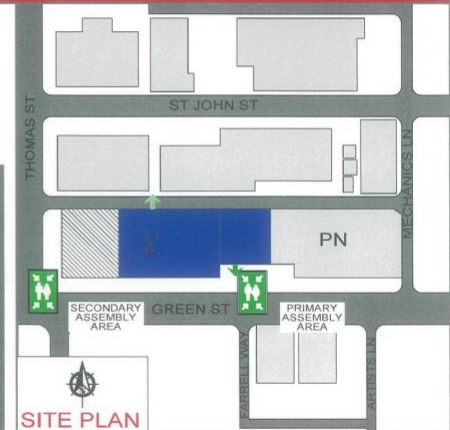 ST JOHN ST
THOMAS ST
MECHANICS LN
PC
PN
SECONDARY
ASSEMBLY
AREA
GREEN ST
PRIMARY
ASSEMBLY
AREA
FARRELL WAY
ARTISTS LN
SITE PLAN